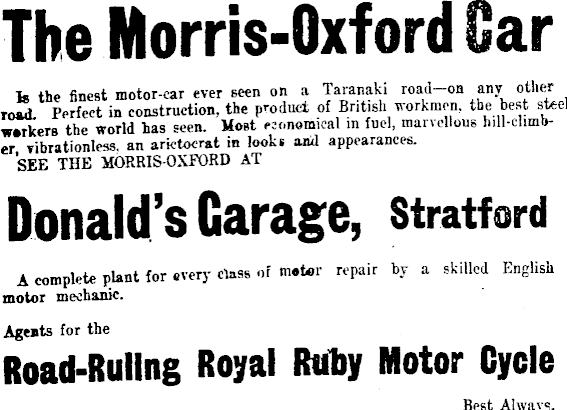 The Morris-Oxford Car
Is the finest motor-car ever seen on a Taranaki road—on any other
road. Perfect in construction, the product of British workmen, the best steel
workers the world has seen. Most economical in fuel, marvellous hill-climb-
er, vibrationless, an arictocrat in looks and appearances.
SEE THE MORRIS-OXFORD AT
Donald's Garage, Stratford
A complete plant for every class of motor repair by a skilled English
motor mechanic.
Agents for the
Road-Ruling Royal Ruby Motor Cycle
Best Always.